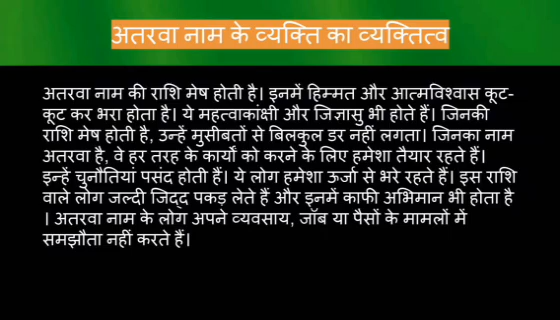 अतरवा नाम के व्यक्ति का व्यक्तित्व
अतरवा नाम की राशि मेष होती है। इनमें हिम्मत और आत्मविश्वास कूट-
कूट कर भरा होता है। ये महत्वाकांक्षी और जिज्ञासु भी होते हैं। जिनकी
राशि मेष होती है, उन्हें मुसीबतों से बिलकुल डर नहीं लगता। जिनका नाम
अतरवा है, वे हर तरह के कार्यों को करने के लिए हमेशा तैयार रहते हैं।
इन्हें चुनौतियां पसंद होती हैं। ये लोग हमेशा ऊर्जा से भरे रहते हैं। इस राशि
वाले लोग जल्दी जिद्द पकड़ लेते हैं और इनमें काफी अभिमान भी होता है
। अतरवा नाम के लोग अपने व्यवसाय, जॉब या पैसों के मामलों में
समझौता नहीं करते हैं।